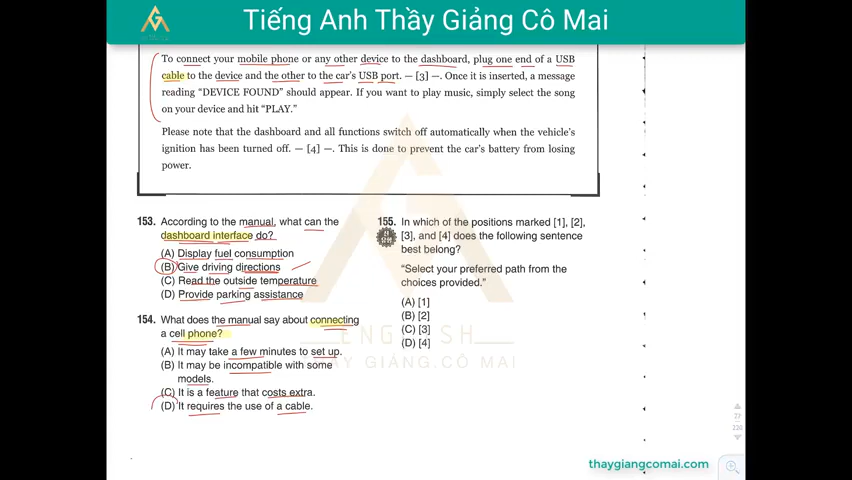 Tiếng Anh Thầy Giảng Cô Mai
To connect your mobile phone or any other device to the dashboard, plug one end of a USB
cable to the device and the other to the car's USB port. — [3] —. Once it is inserted, a message
reading “DEVICE FOUND” should appear. If you want to play music, simply select the song
on your device and hit “PLAY.”
Please note that the dashboard and all functions switch off automatically when the vehicle's
ignition has been turned off. — [4] —. This is done to prevent the car's battery from losing
power.
153. According to the manual, what can the
dashboard interface do?
(A) Display fuel consumption
(B) Give driving directions
(C) Read the outside temperature
(D) Provide parking assistance
154. What does the manual say about connecting
a cell phone?
(A) It may take a few minutes to set up.
(B) It may be incompatible with some
models.
(C) It is a feature that costs extra.
(D) It requires the use of a cable.
155. In which of the positions marked [1], [2],
[3], and [4] does the following sentence
best belong?
“Select your preferred path from the
choices provided.”
(A) [1]
(B) [2]
(C) [3]
(D) [4]
ENGLISH
THẦY GIẢNG.CÔ MAI
thaygiangcomai.com